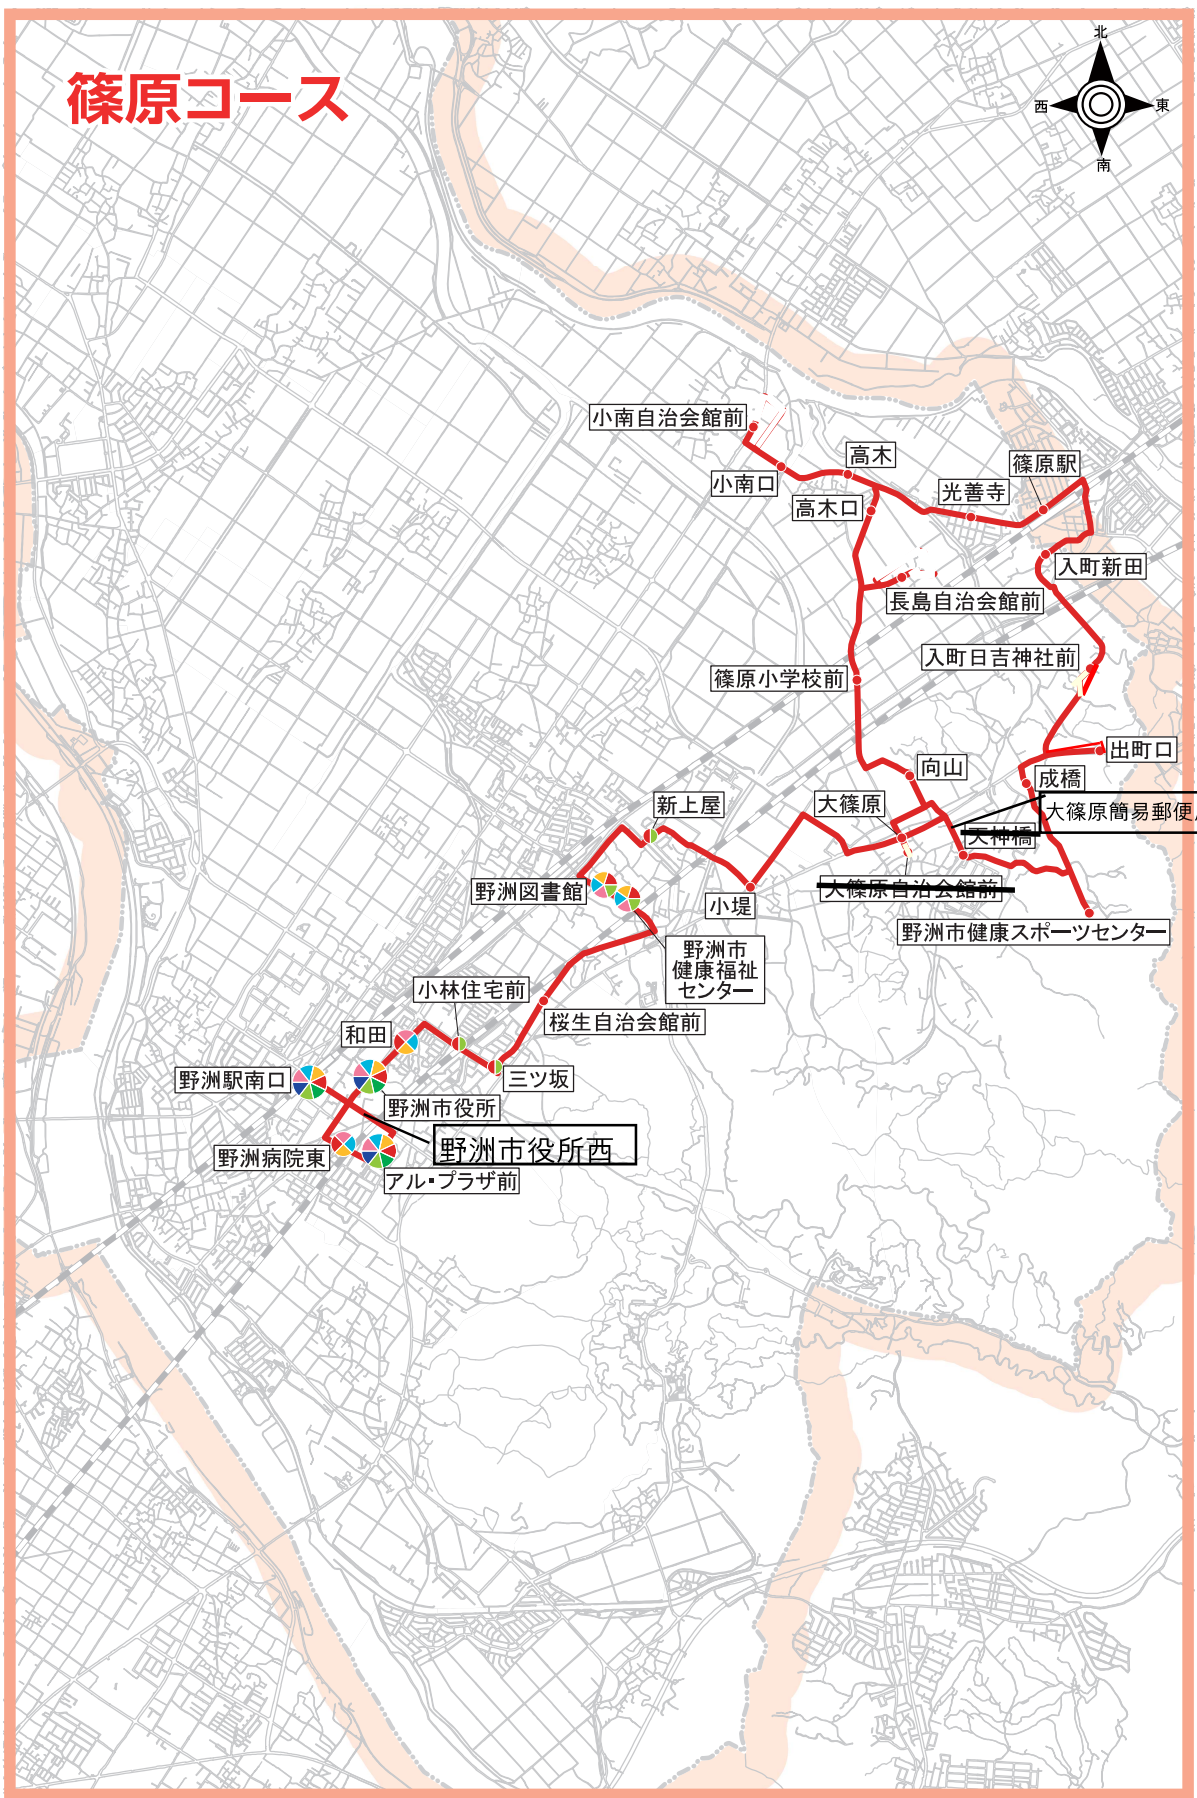 篠原コース
北
西
東
南
小南自治会館前
小南口
高木
高木口
光善寺
篠原駅
入町新田
長島自治会館前
入町日吉神社前
篠原小学校前
出町口
向山
成橋
大篠原簡易郵便
新上屋
大篠原
天神橋
大篠原自治会館前
野洲図書館
小堤
野洲市健康スポーツセンター
野洲市
健康福祉
センター
小林住宅前
桜生自治会館前
和田
三ツ坂
野洲駅南口
野洲市役所
野洲市役所西
野洲病院東
アル・プラザ前